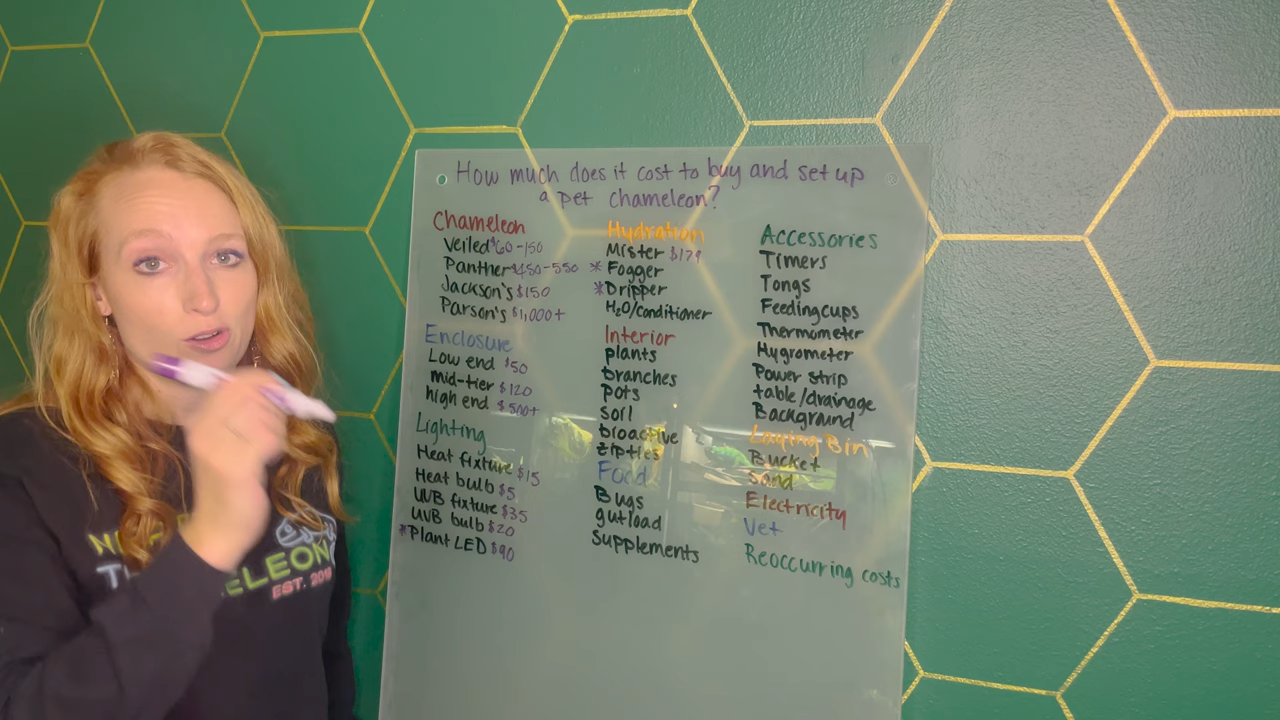 How much does it cost to buy and set up
a pet chameleon?
Chameleon
Veiled $60-150
Panther $450-550
Jackson's $150
Parson's $1,000+
Enclosure
Low end $50
mid-tier $120
high end $500+
Lighting
Heat fixture $15
Heat bulb $5
UVB fixture $35
UVB bulb $20
*Plant LED $90
Hydration
Mister $179
* Fogger
* Dripper
H2O/conditioner
Interior
plants
branches
pots
soil
bioactive
zipties
Food
Bugs
gutload
supplements
Accessories
Timers
Tongs
Feeding cups
Thermometer
Hygrometer
Power strip
table/drainage
Background
Laying Bin
Bucket
Sand
Electricity
Vet
Reoccurring costs
ELEON
EST.